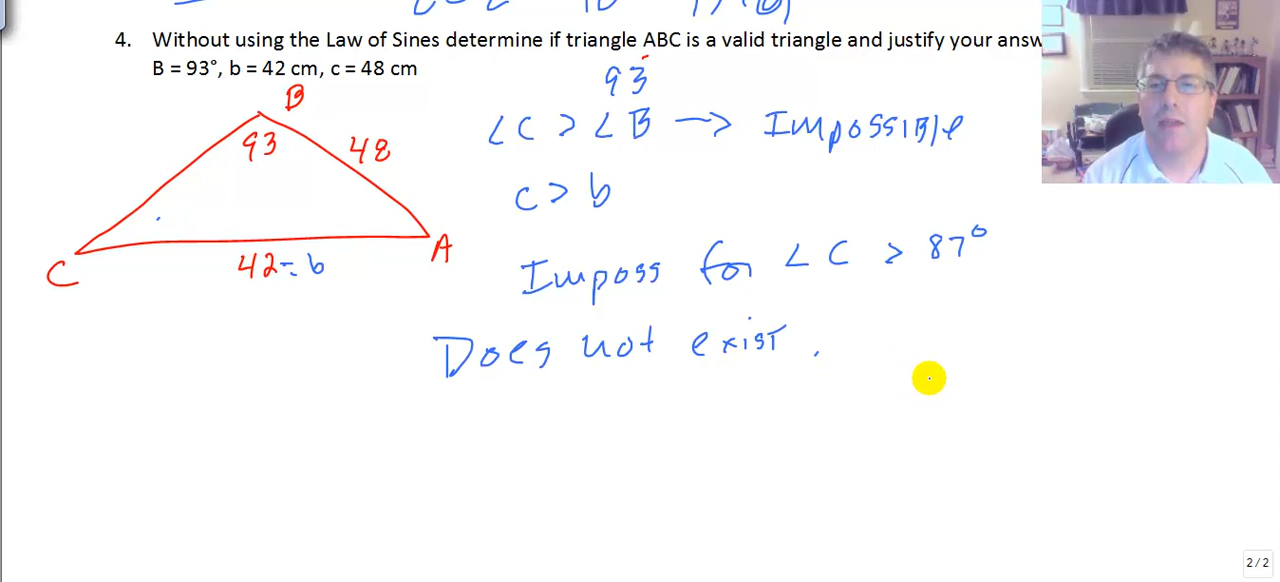 4. Without using the Law of Sines determine if triangle ABC is a valid triangle and justify your answ
B = 93°, b = 42 cm, c = 48 cm
93
B
93
48
∠C > ∠B → Impossible
c > b
C
42 = b
A
Imposs for ∠C > 87°
Does not exist.
2/2